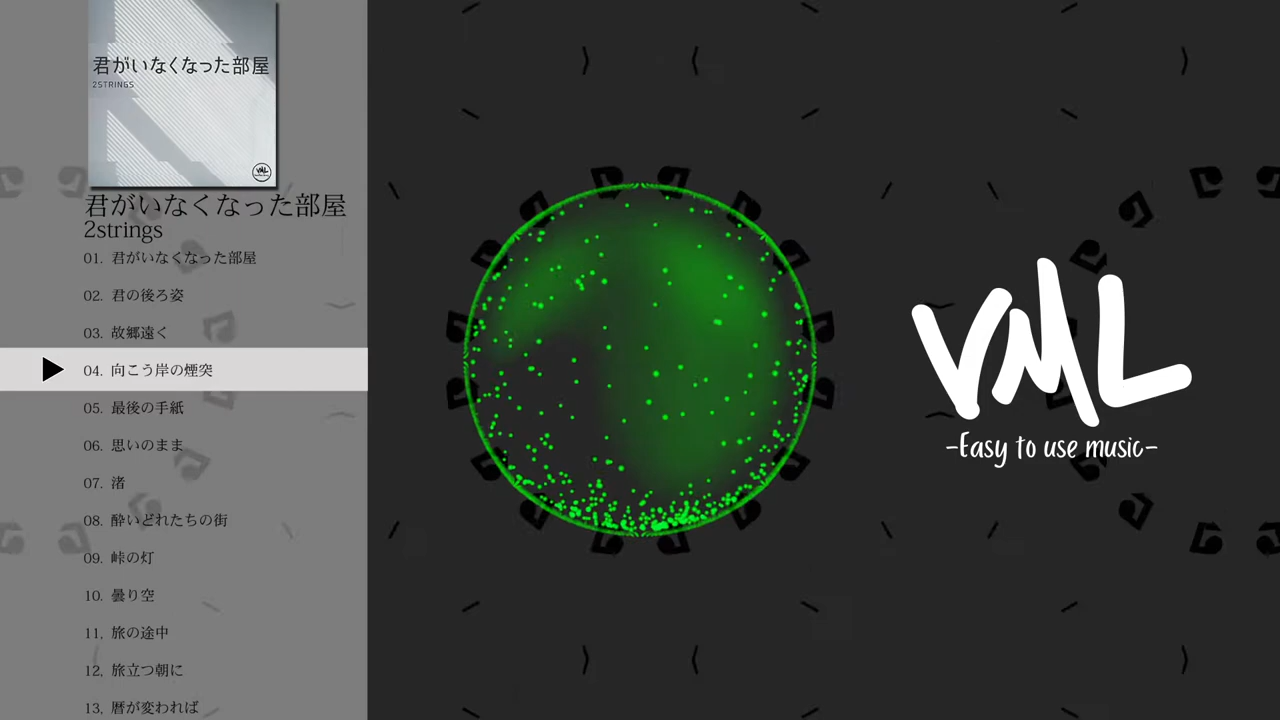 君がいなくなった部屋
2STRINGS
VML
君がいなくなった部屋
2strings
01. 君がいなくなった部屋
02. 君の後ろ姿
03. 故郷遠く
04. 向こう岸の煙突
05. 最後の手紙
06. 思いのまま
07. 渚
08. 酔いどれたちの街
09. 峠の灯
10. 曇り空
11. 旅の途中
12. 旅立つ朝に
13. 暦が変われば
VML
-Easy to use music-